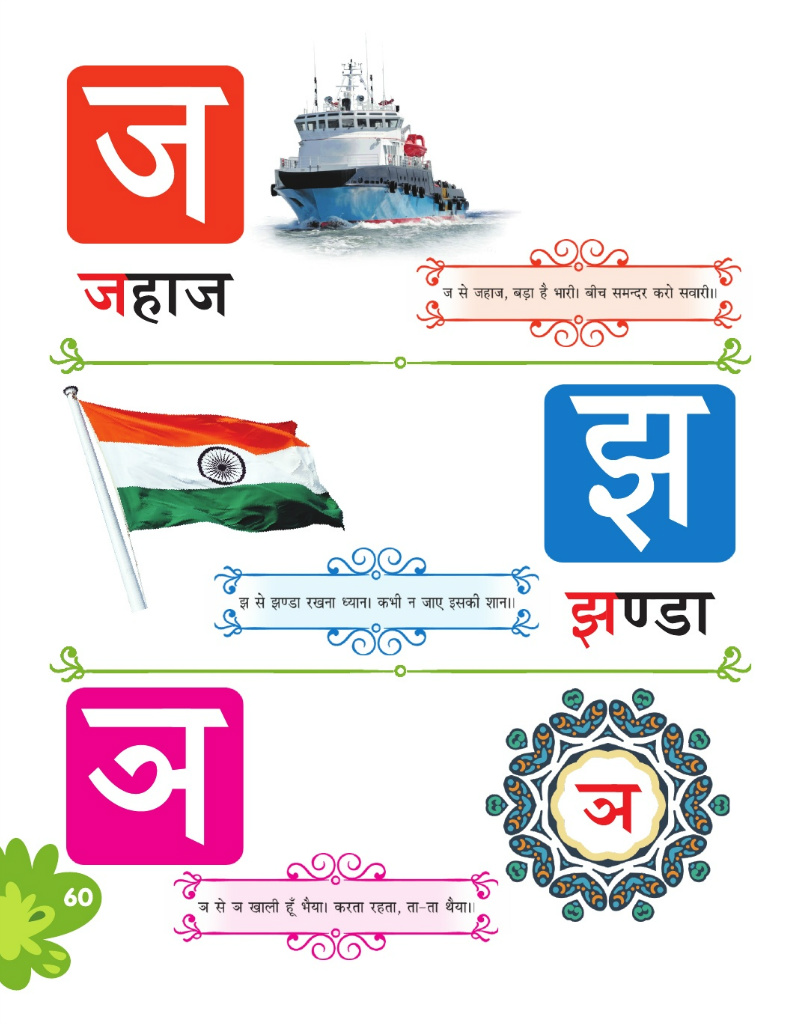 ज
जहाज
ज से जहाज, बड़ा है भारी। बीच समन्दर करो सवारी।।
झ
झ से झण्डा रखना ध्यान। कभी न जाए इसकी शान।।
झण्डा
ञ
ञ
ञ से ञ खाली हूँ भैया। करता रहता, ता-ता थैया।।
60